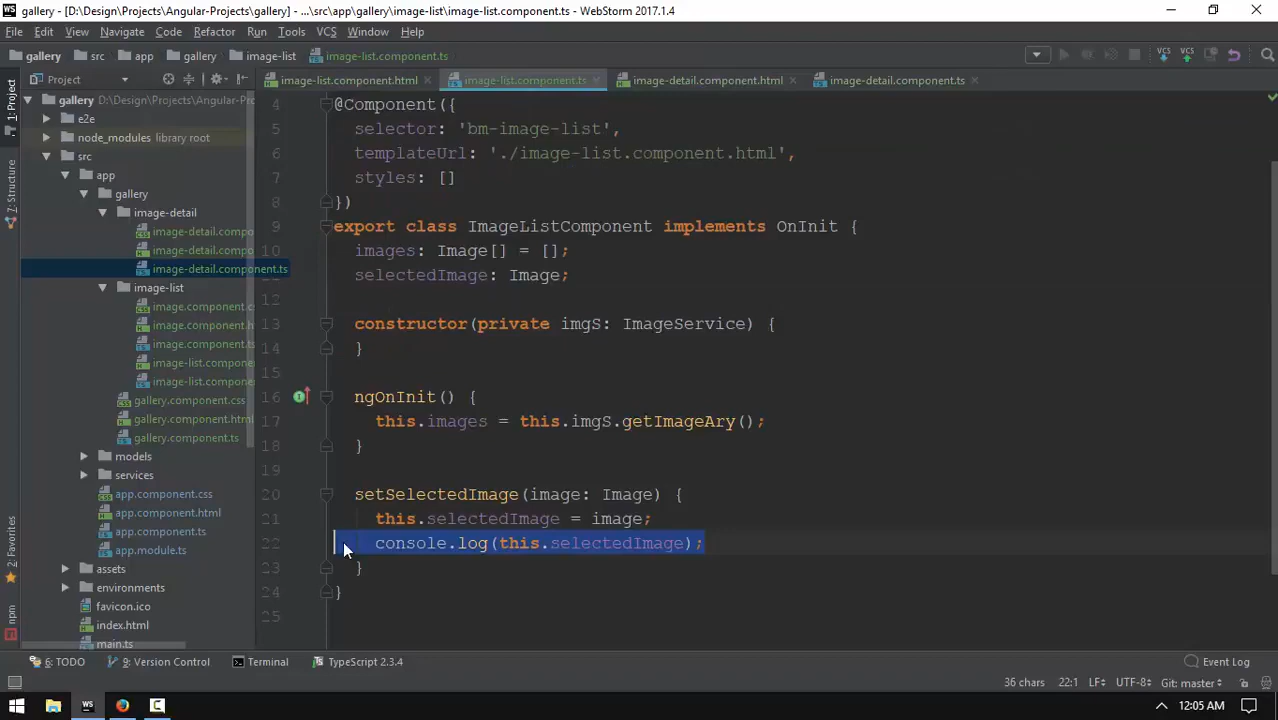 WS gallery - [D:\Design\Projects\Angular-Projects\gallery] - ...\src\app\gallery\image-list\image-list.component.ts - WebStorm 2017.1.4
File Edit View Navigate Code Refactor Run Tools VCS Window Help
gallery src app gallery image-list image-list.component.ts
Project
image-list.component.html image-list.component.ts image-detail.component.html image-detail.component.ts
1: Project
7: Structure
2: Favorites
npm
gallery D:\Design\Projects\Angular-Pro
e2e
node_modules library root
src
app
gallery
image-detail
image-detail.compo
image-detail.compo
image-detail.component.ts
image-list
image.component.c
image.component.h
image.component.ts
image-list.compone
image-list.compone
gallery.component.css
gallery.component.html
gallery.component.ts
models
services
app.component.css
app.component.html
app.component.ts
app.module.ts
assets
environments
favicon.ico
index.html
main.ts
4 @Component({
5 selector: 'bm-image-list',
6 templateUrl: './image-list.component.html',
7 styles: []
8 })
9 export class ImageListComponent implements OnInit {
10 images: Image[] = [];
selectedImage: Image;
12
13 constructor(private imgS: ImageService) {
14 }
15
16 ngOnInit() {
17 this.images = this.imgS.getImageAry();
18 }
19
20 setSelectedImage(image: Image) {
21 this.selectedImage = image;
22 console.log(this.selectedImage);
23 }
24 }
25
6: TODO 9: Version Control Terminal TypeScript 2.3.4 Event Log
36 chars 22:1 LF÷ UTF-8÷ Git: master÷
WS 12:05 AM